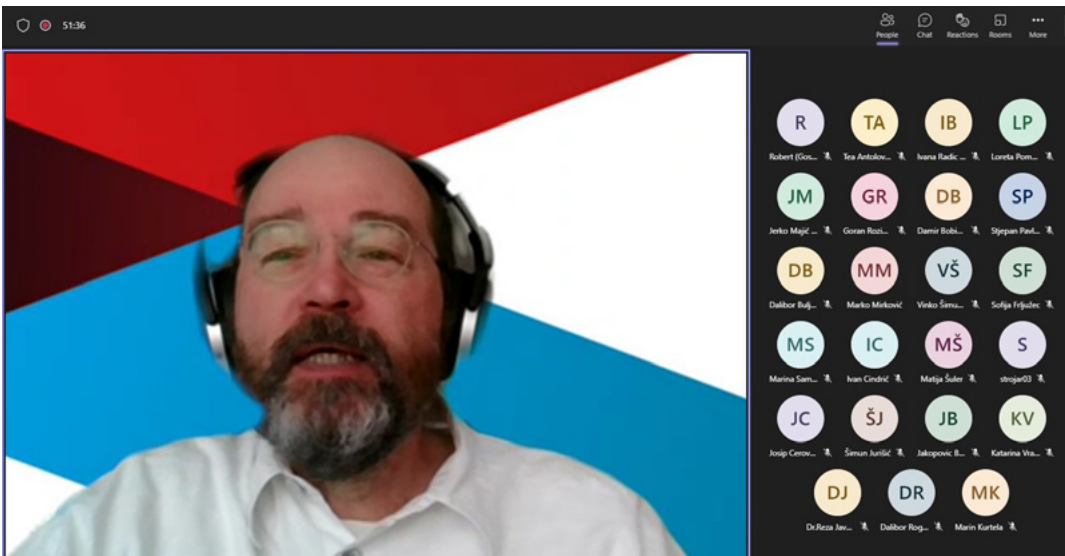 51:36
People Chat Reactions Rooms More
R TA IB LP
Robert (Gos... Tea Antolov... Ivana Radic ... Loreta Pom...
JM GR DB SP
Jerko Majić ... Goran Rozi... Damir Bobi... Stjepan Pavl...
DB MM VŠ SF
Dalibor Bulj... Marko Mirković Vinko Šimu... Sofija Frljužec
MS IC MŠ S
Marina Sam... Ivan Cindrić Matija Šuler strojar03
JC ŠJ JB KV
Josip Cerov... Šimun Jurišić Jakopovic B... Katarina Vra...
DJ DR MK
Dr.Reza Jav... Dalibor Rog... Marin Kurtela